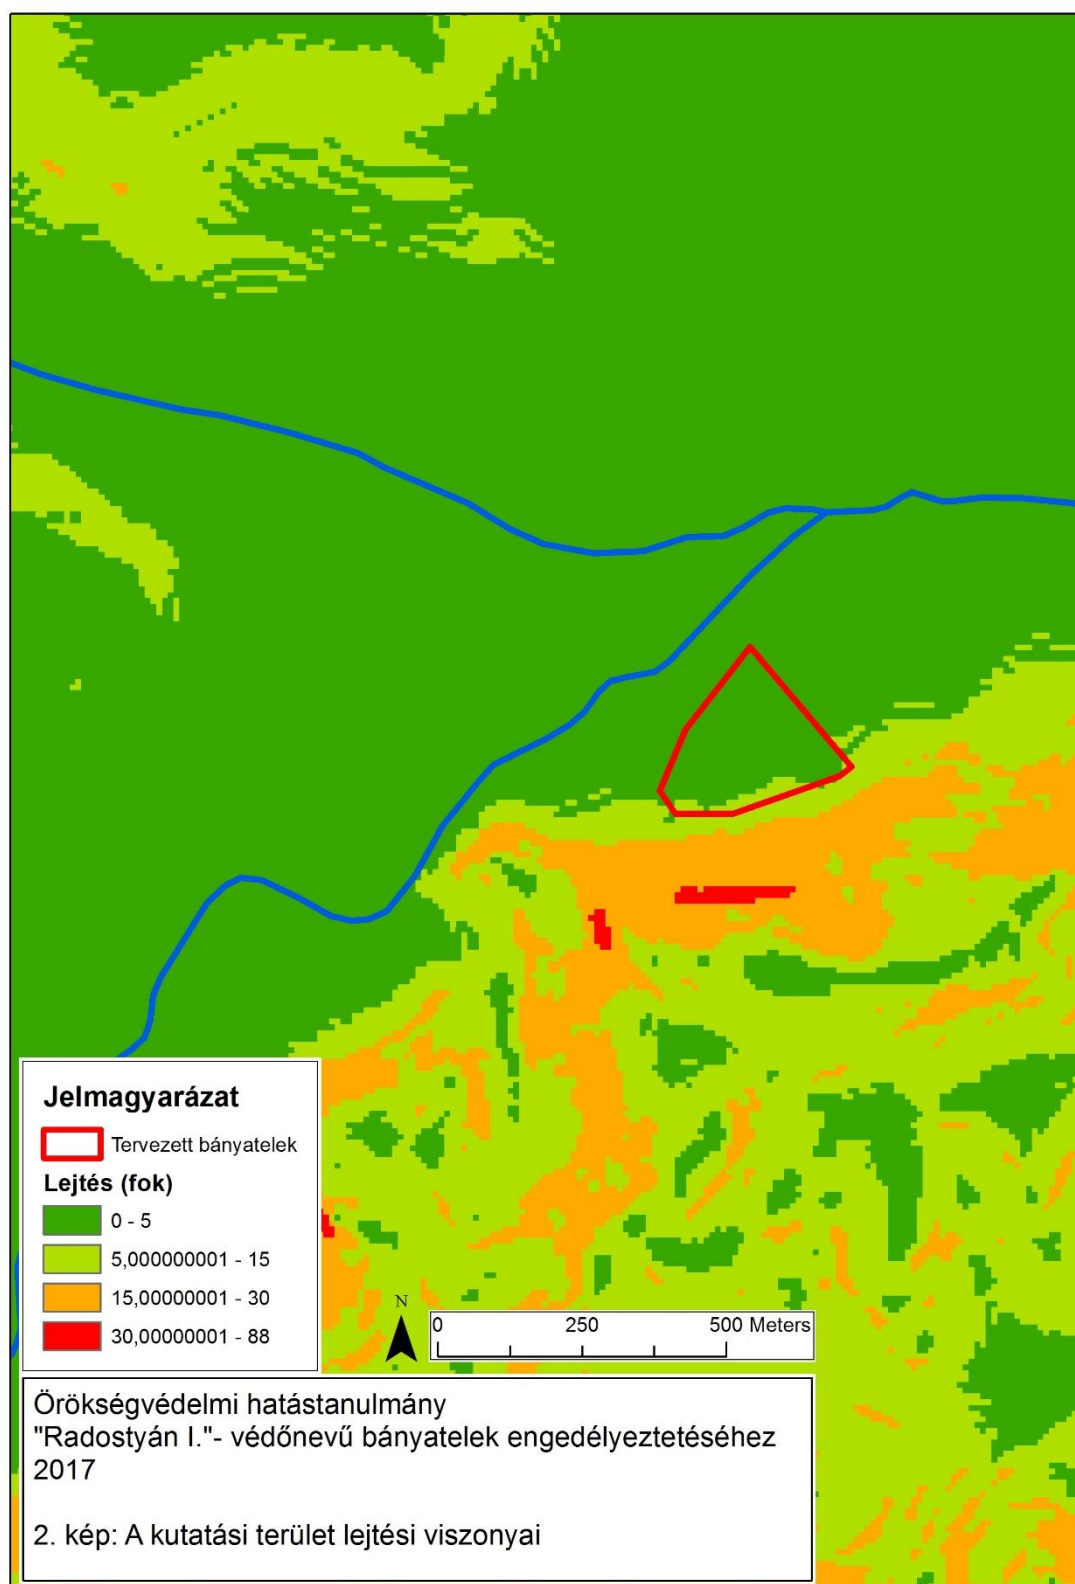 Jelmagyarázat
Tervezett bányatelek
Lejtés (fok)
0 - 5
5,000000001 - 15
15,00000001 - 30
30,00000001 - 88
N
0 250 500 Meters
Örökségvédelmi hatástanulmány
"Radostyán I."- védőnevű bányatelek engedélyeztetéséhez
2017
2. kép: A kutatási terület lejtési viszonyai